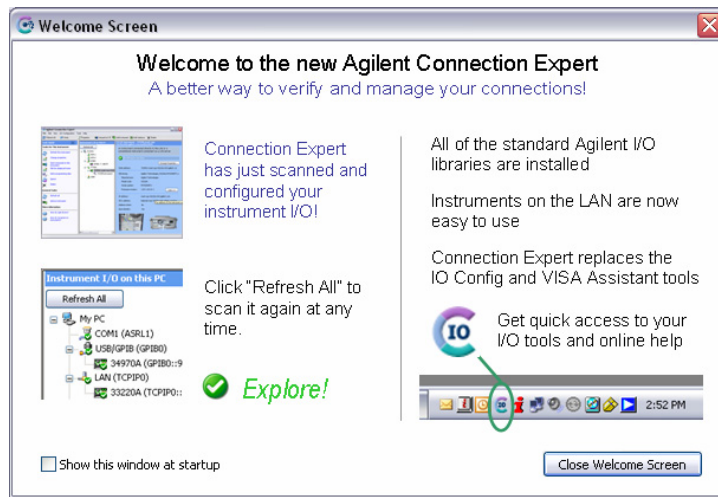 Welcome Screen
Welcome to the new Agilent Connection Expert
A better way to verify and manage your connections!
Connection Expert
has just scanned and
configured your
instrument I/O!
Instrument I/O on this PC
Refresh All
My PC
COM1 (ASRL1)
USB/GPIB (GPIB0)
34970A (GPIB0::9
LAN (TCPIP0)
33220A (TCPIP0::
Click "Refresh All" to
scan it again at any
time.
Explore!
All of the standard Agilent I/O
libraries are installed
Instruments on the LAN are now
easy to use
Connection Expert replaces the
IO Config and VISA Assistant tools
IO
Get quick access to your
I/O tools and online help
IO
2:52 PM
Show this window at startup
Close Welcome Screen